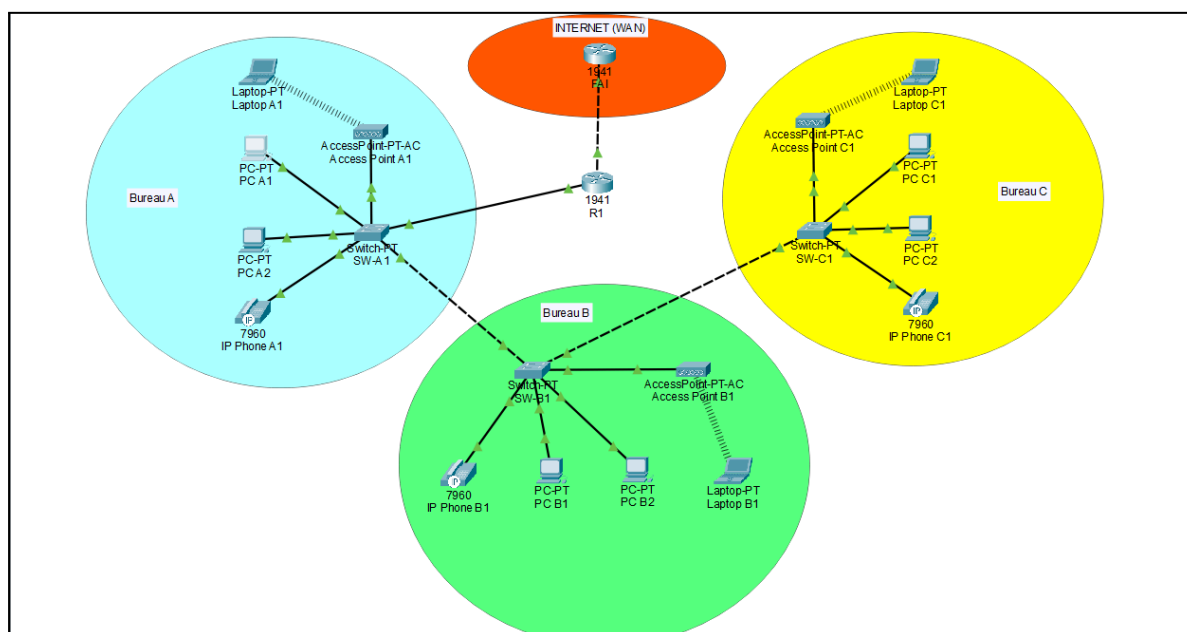 INTERNET (WAN)
1941
FAI
1941
R1
Bureau A
Laptop-PT
Laptop A1
AccessPoint-PT-AC
Access Point A1
PC-PT
PC A1
PC-PT
PC A2
Switch-PT
SW-A1
IP
7960
IP Phone A1
Bureau B
Switch-PT
SW-B1
AccessPoint-PT-AC
Access Point B1
IP
7960
IP Phone B1
PC-PT
PC B1
PC-PT
PC B2
Laptop-PT
Laptop B1
Bureau C
Laptop-PT
Laptop C1
AccessPoint-PT-AC
Access Point C1
PC-PT
PC C1
PC-PT
PC C2
Switch-PT
SW-C1
IP
7960
IP Phone C1